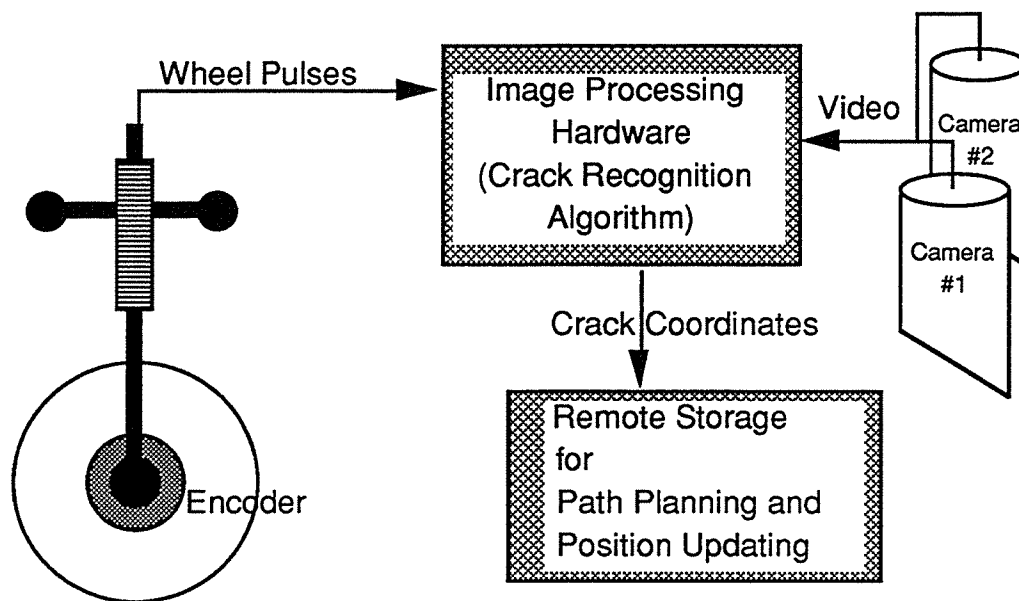 Wheel Pulses
Image Processing
Hardware
(Crack Recognition
Algorithm)
Video
Camera
#2
Camera
#1
Crack Coordinates
Remote Storage
for
Path Planning and
Position Updating
Encoder